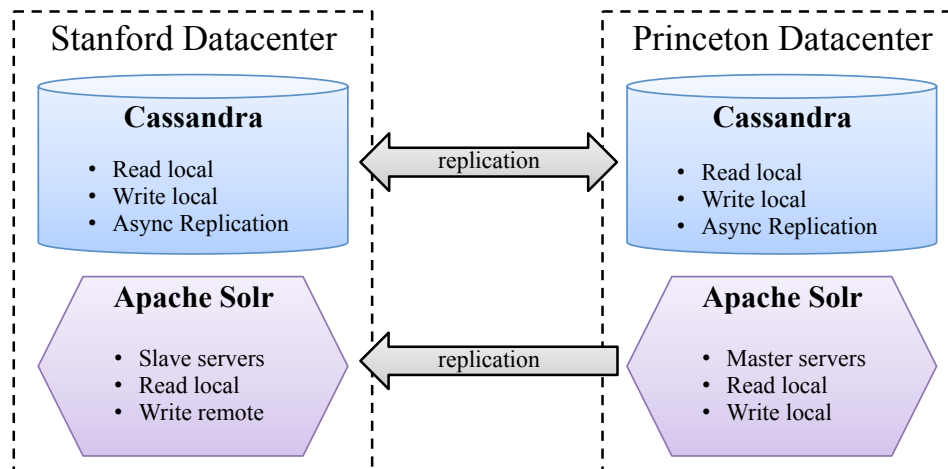 Stanford Datacenter
Cassandra
• Read local
• Write local
• Async Replication
Apache Solr
• Slave servers
• Read local
• Write remote
replication
replication
Princeton Datacenter
Cassandra
• Read local
• Write local
• Async Replication
Apache Solr
• Master servers
• Read local
• Write local